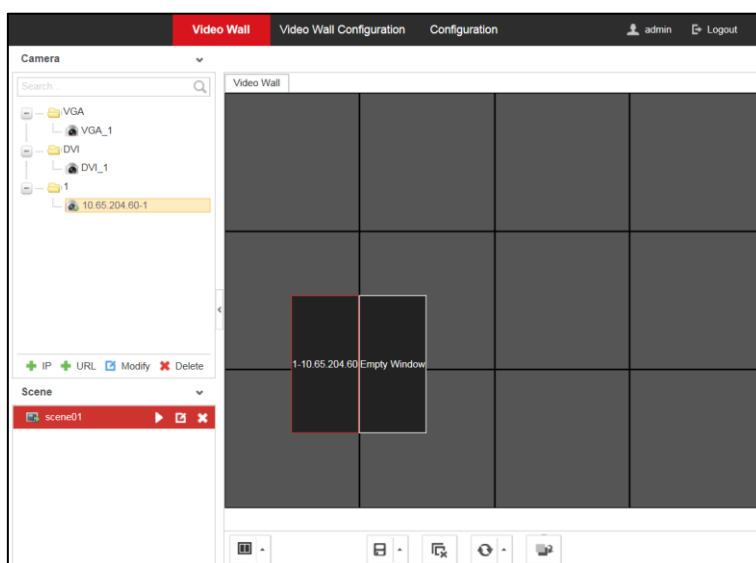 Video Wall Video Wall Configuration Configuration admin Logout
Camera
Search...
Video Wall
VGA
VGA_1
DVI
DVI_1
1
10.65.204.60-1
1-10.65.204.60 Empty Window
IP URL Modify Delete
Scene
scene01
2